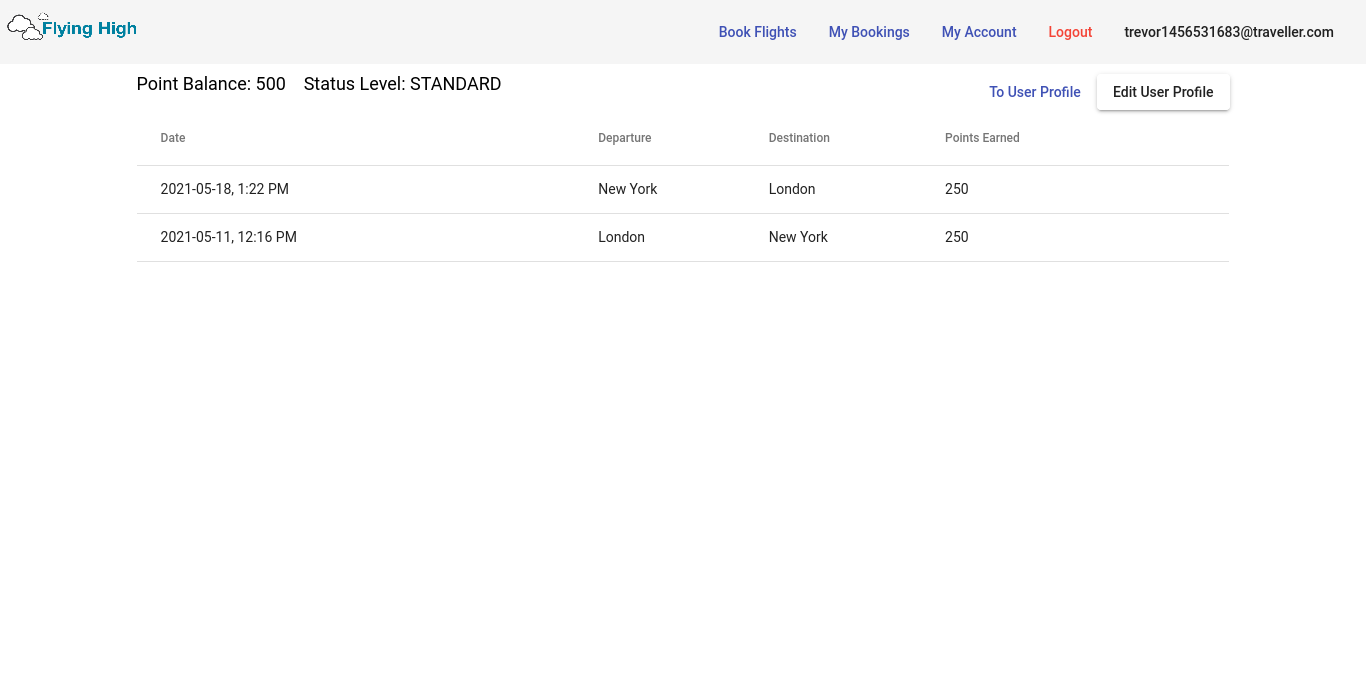 Flying High
Book Flights My Bookings My Account Logout trevor1456531683@traveller.com
Point Balance: 500 Status Level: STANDARD
To User Profile Edit User Profile
Date Departure Destination Points Earned
2021-05-18, 1:22 PM New York London 250
2021-05-11, 12:16 PM London New York 250